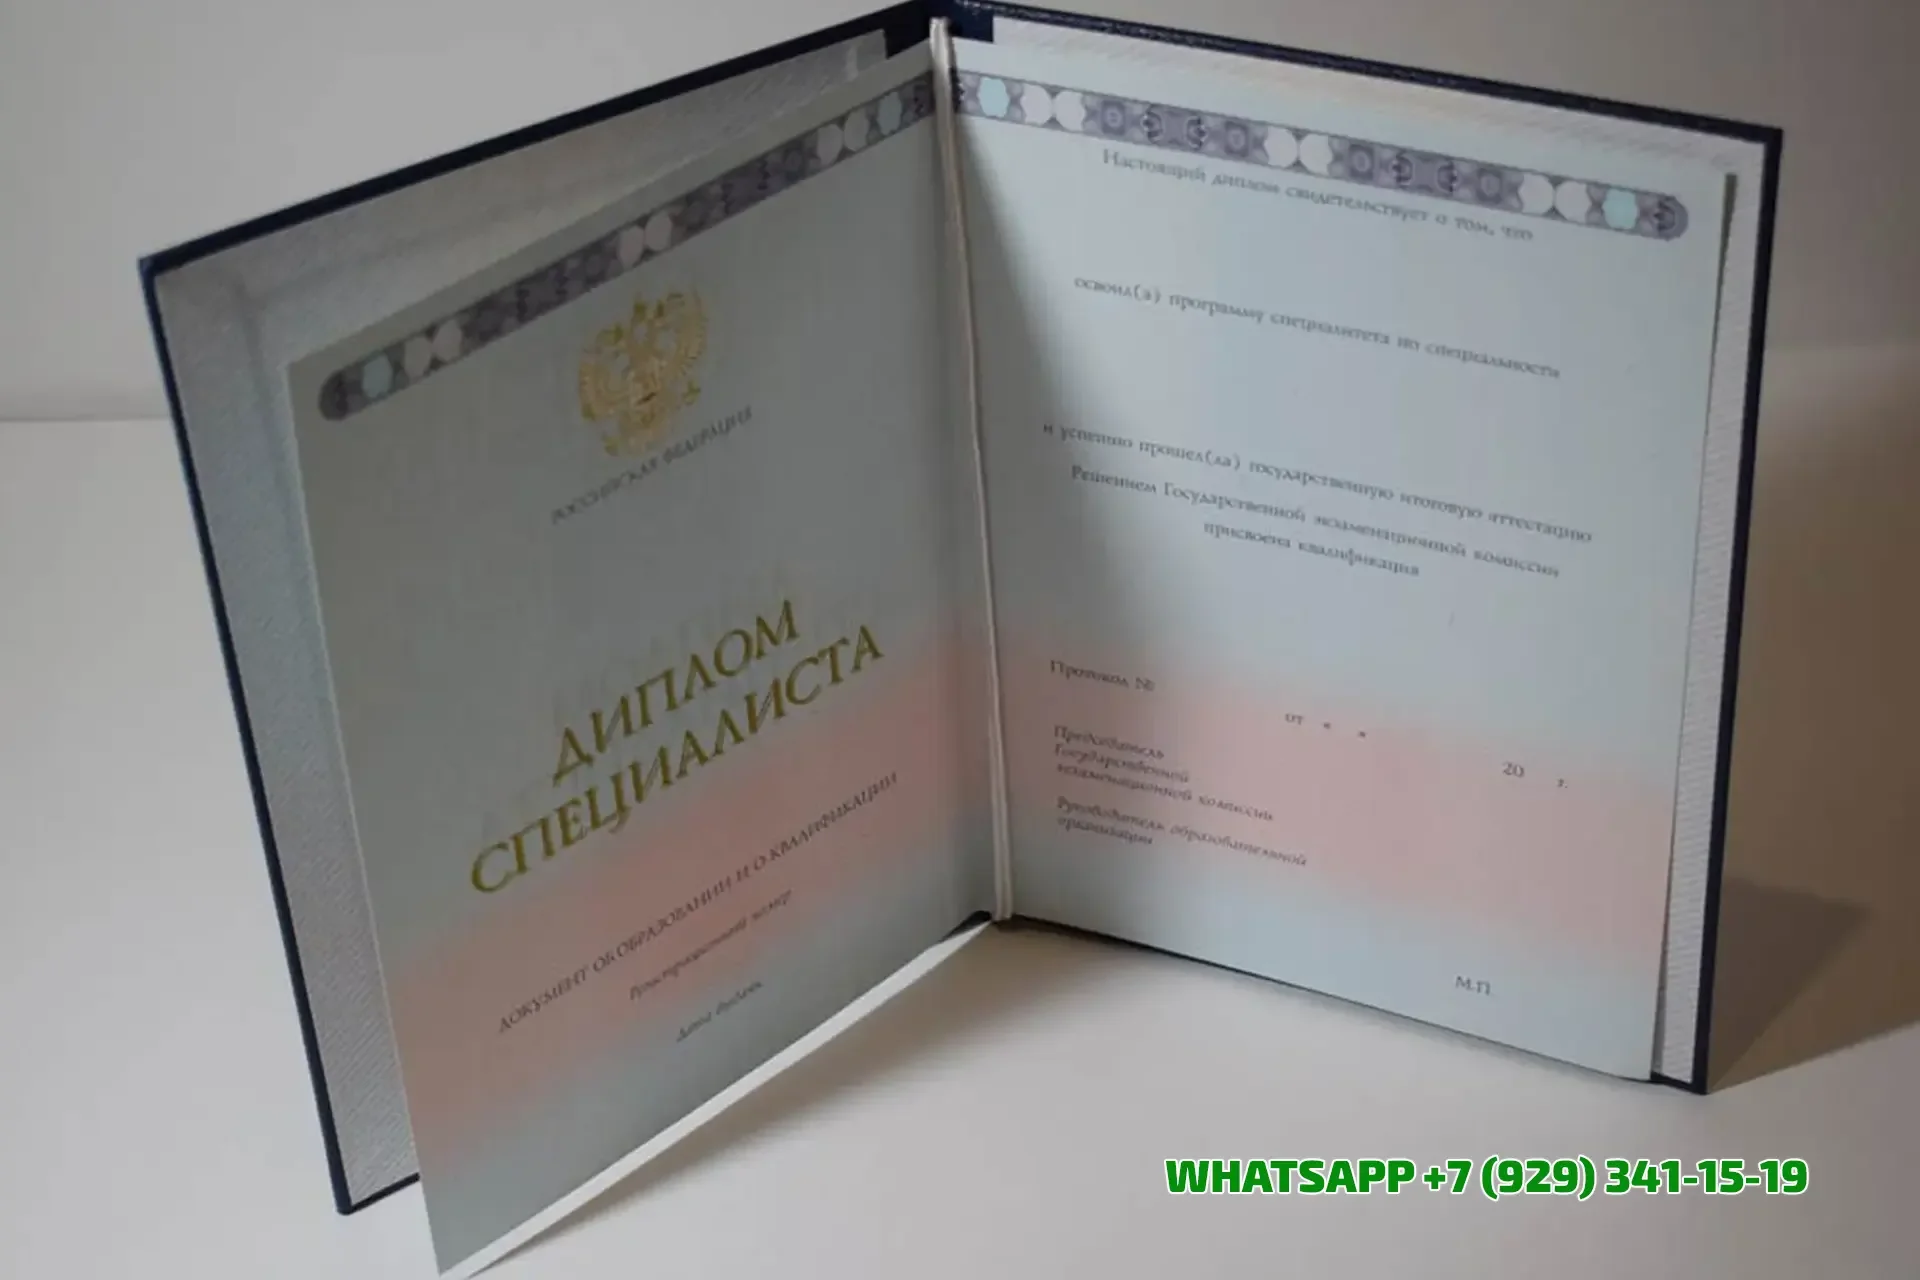 РОССИЙСКАЯ ФЕДЕРАЦИЯ
ДИПЛОМ
СПЕЦИАЛИСТА
ДОКУМЕНТ ОБ ОБРАЗОВАНИИ И О КВАЛИФИКАЦИИ
Регистрационный номер
Дата выдачи
Настоящий диплом свидетельствует о том, что
освоил(а) программу специалитета по специальности
и успешно прошел(ла) государственную итоговую аттестацию
Решением Государственной экзаменационной комиссии
присвоена квалификация
Протокол №
от « »
20 г.
Председатель
Государственной
экзаменационной комиссии
Руководитель образовательной
организации
М.П.
WHATSAPP +7 (929) 341-15-19